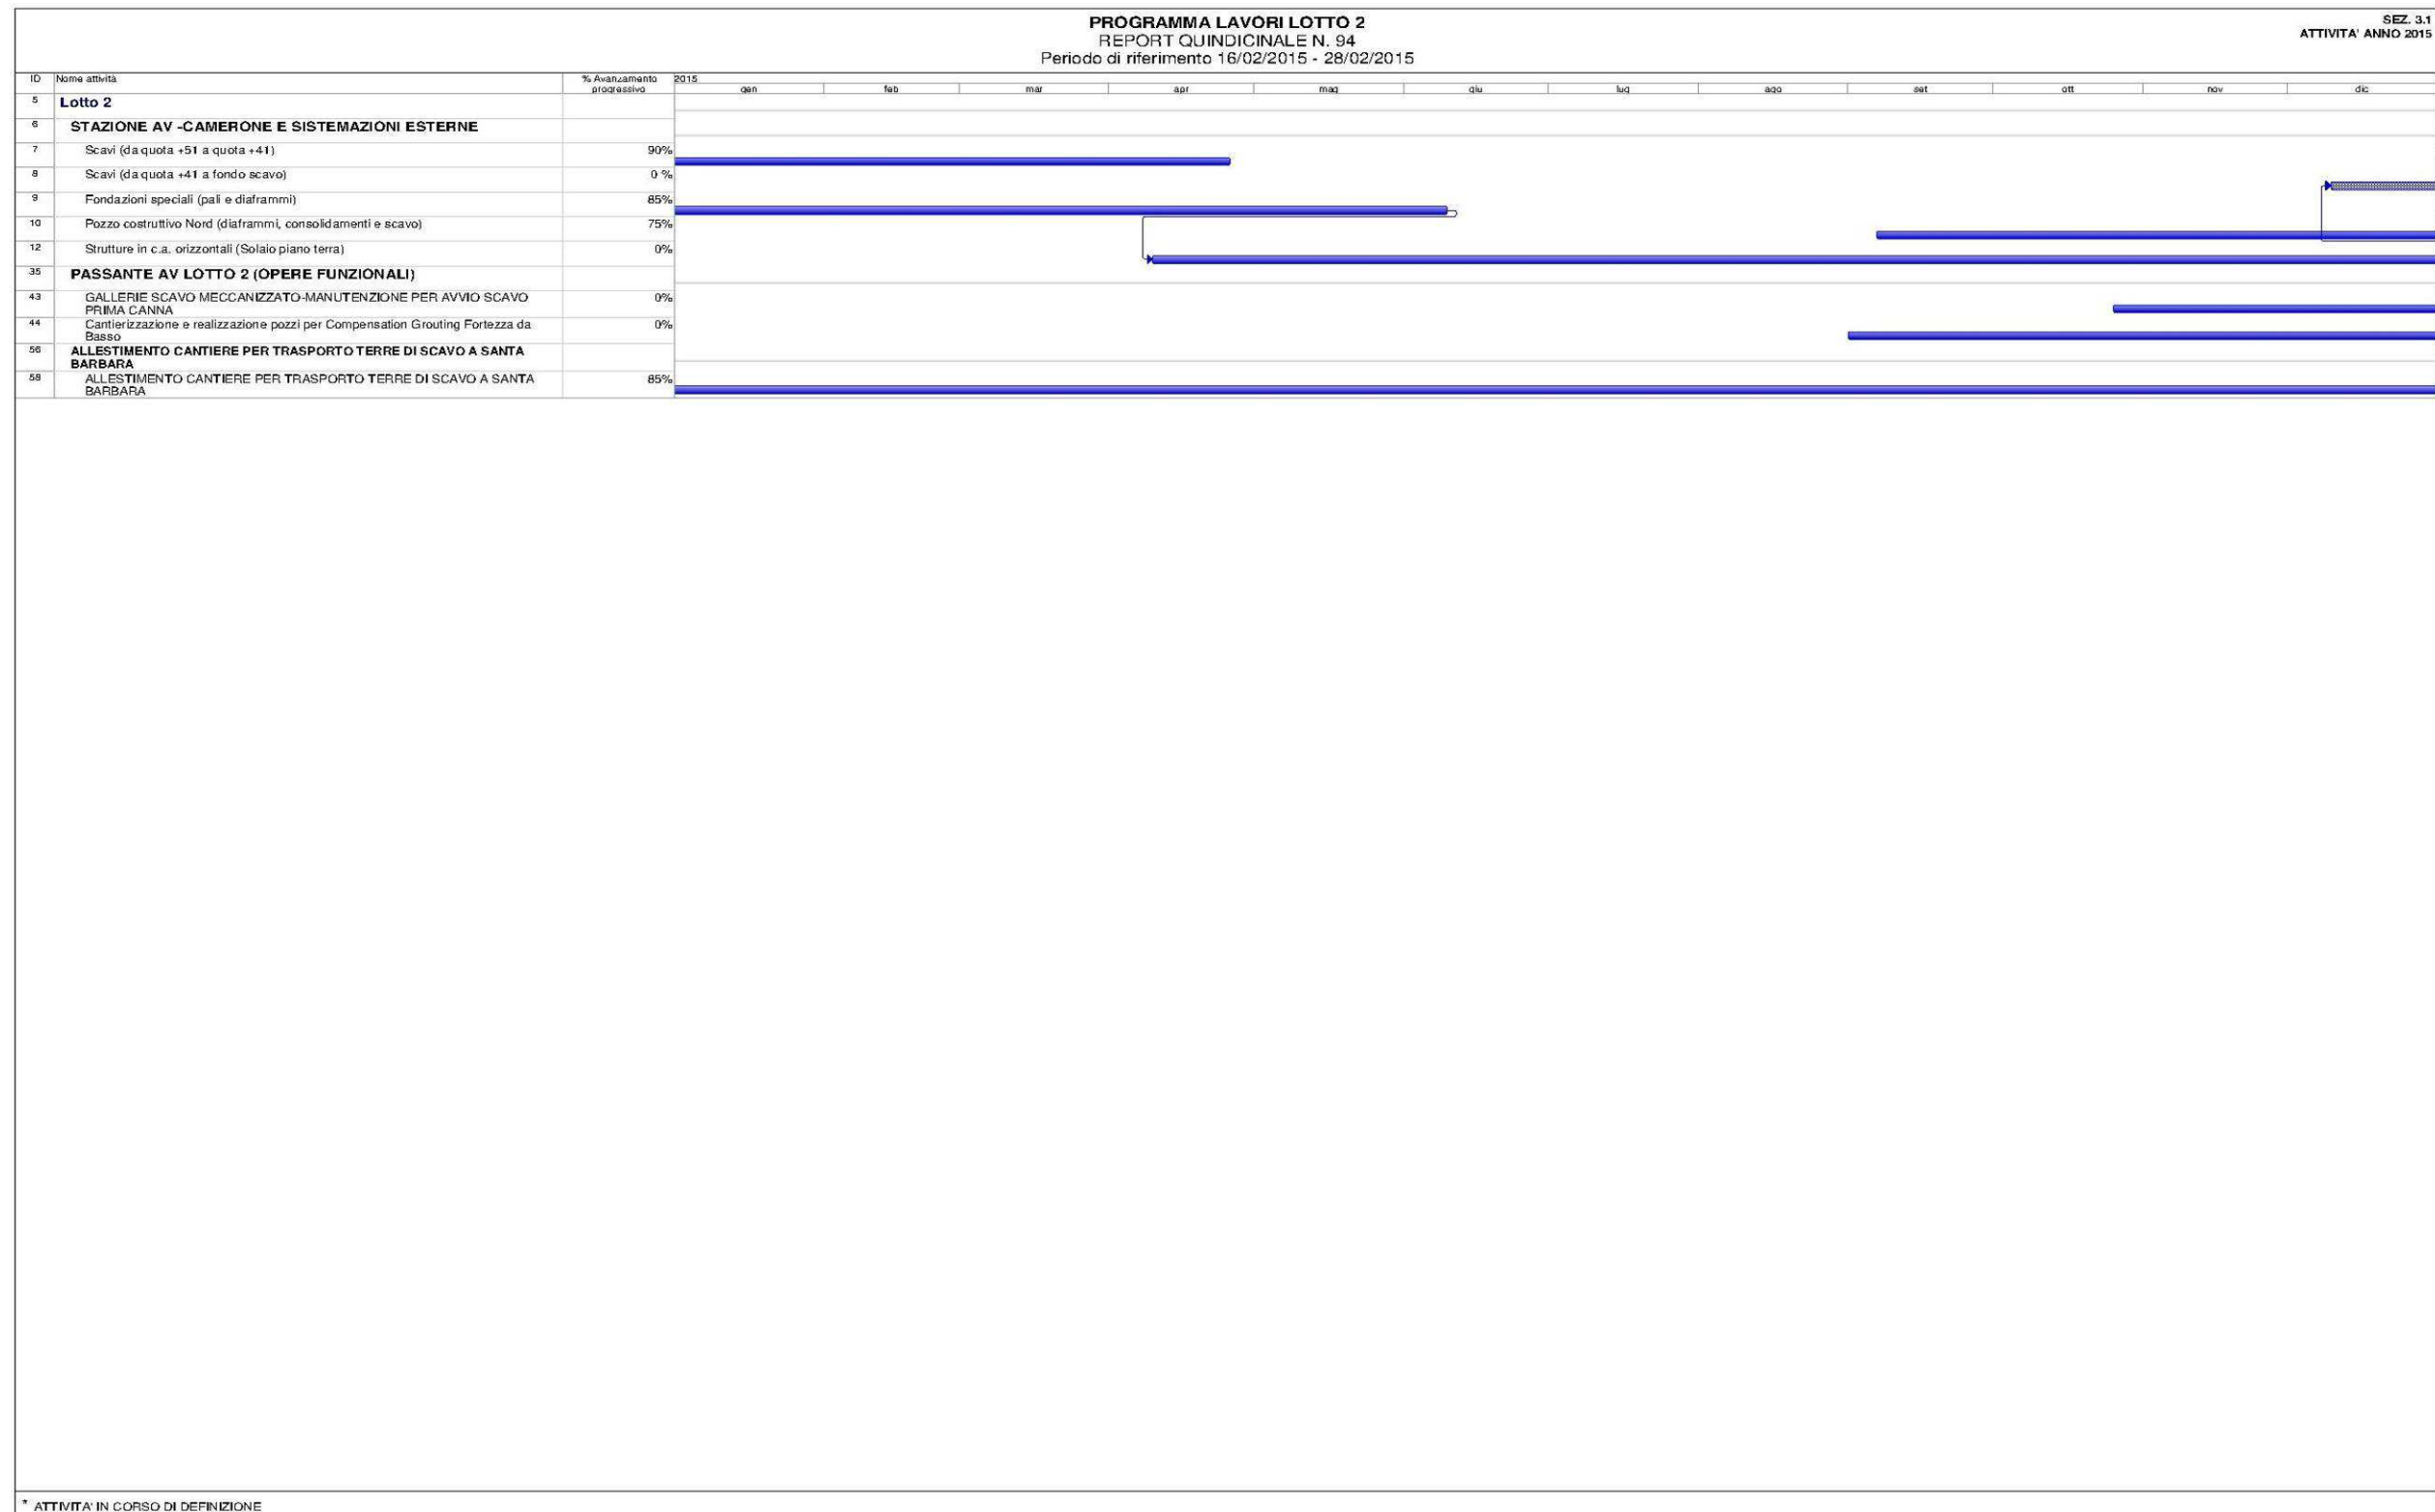 PROGRAMMA LAVORI LOTTO 2
REPORT QUINDICINALE N. 94
Periodo di riferimento 16/02/2015 - 28/02/2015
SEZ. 3.1
ATTIVITA' ANNO 2015
ID Nome attività % Avanzamento progressivo 2015
gen feb mar apr mag giu lug ago set ott nov dic
5 Lotto 2
6 STAZIONE AV -CAMERONE E SISTEMAZIONI ESTERNE
7 Scavi (da quota +51 a quota +41) 90%
8 Scavi (da quota +41 a fondo scavo) 0 %
9 Fondazioni speciali (pali e diaframmi) 85%
10 Pozzo costruttivo Nord (diaframmi, consolidamenti e scavo) 75%
12 Strutture in c.a. orizzontali (Solaio piano terra) 0%
35 PASSANTE AV LOTTO 2 (OPERE FUNZIONALI)
43 GALLERIE SCAVO MECCANIZZATO-MANUTENZIONE PER AVVIO SCAVO 0%
PRIMA CANNA
44 Cantierizzazione e realizzazione pozzi per Compensation Grouting Fortezza da 0%
Basso
56 ALLESTIMENTO CANTIERE PER TRASPORTO TERRE DI SCAVO A SANTA
BARBARA
58 ALLESTIMENTO CANTIERE PER TRASPORTO TERRE DI SCAVO A SANTA 85%
BARBARA
* ATTIVITA' IN CORSO DI DEFINIZIONE